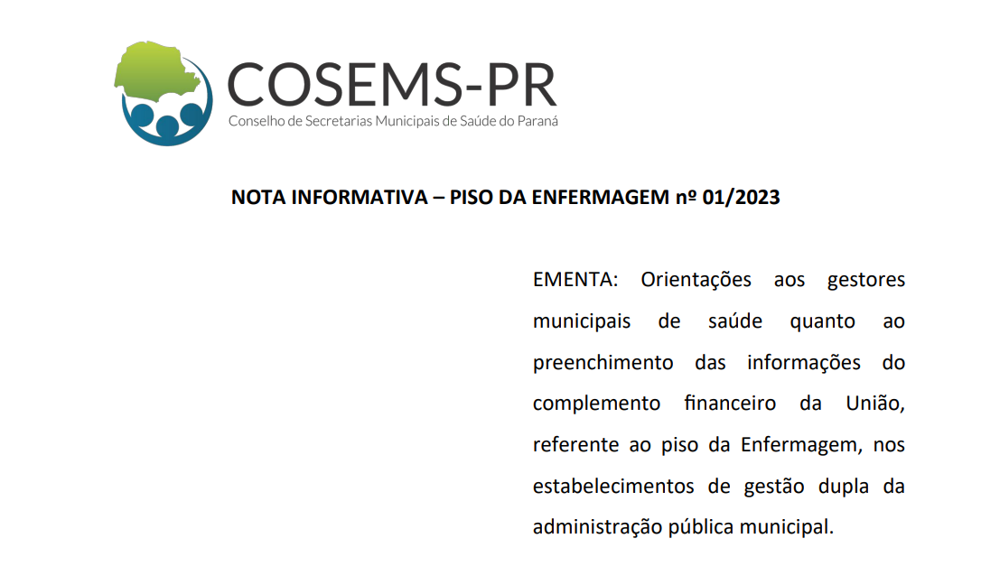 COSEMS-PR
Conselho de Secretarias Municipais de Saúde do Paraná
NOTA INFORMATIVA – PISO DA ENFERMAGEM nº 01/2023
EMENTA: Orientações aos gestores
municipais de saúde quanto ao
preenchimento das informações do
complemento financeiro da União,
referente ao piso da Enfermagem, nos
estabelecimentos de gestão dupla da
administração pública municipal.